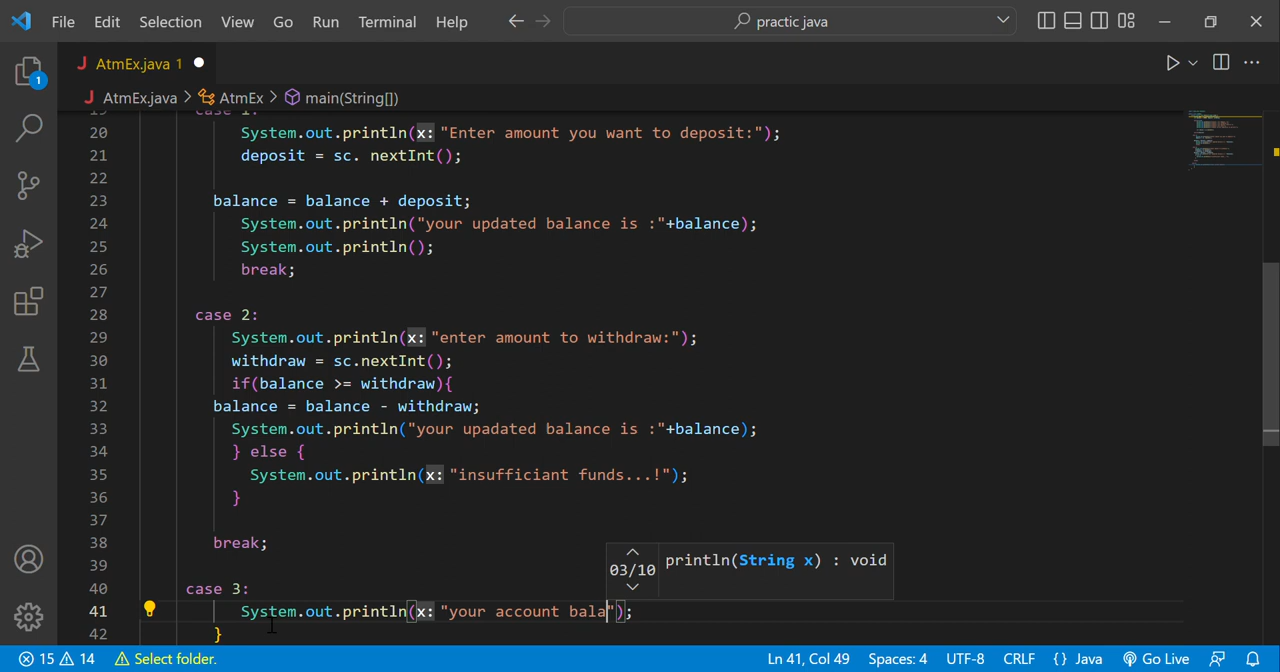 File Edit Selection View Go Run Terminal Help practic java
AtmEx.java 1
AtmEx.java > AtmEx > main(String[])
1
19 case 1:
20 System.out.println(x: "Enter amount you want to deposit:");
21 deposit = sc. nextInt();
22
23 balance = balance + deposit;
24 System.out.println("your updated balance is :"+balance);
25 System.out.println();
26 break;
27
28 case 2:
29 System.out.println(x: "enter amount to withdraw:");
30 withdraw = sc.nextInt();
31 if(balance >= withdraw){
32 balance = balance - withdraw;
33 System.out.println("your upadated balance is :"+balance);
34 } else {
35 System.out.println(x: "insufficiant funds...!");
36 }
37
38 break;
39
40 case 3:
41 System.out.println(x: "your account bala");
42 }
03/10 println(String x) : void
15 14 Select folder. Ln 41, Col 49 Spaces: 4 UTF-8 CRLF {} Java Go Live